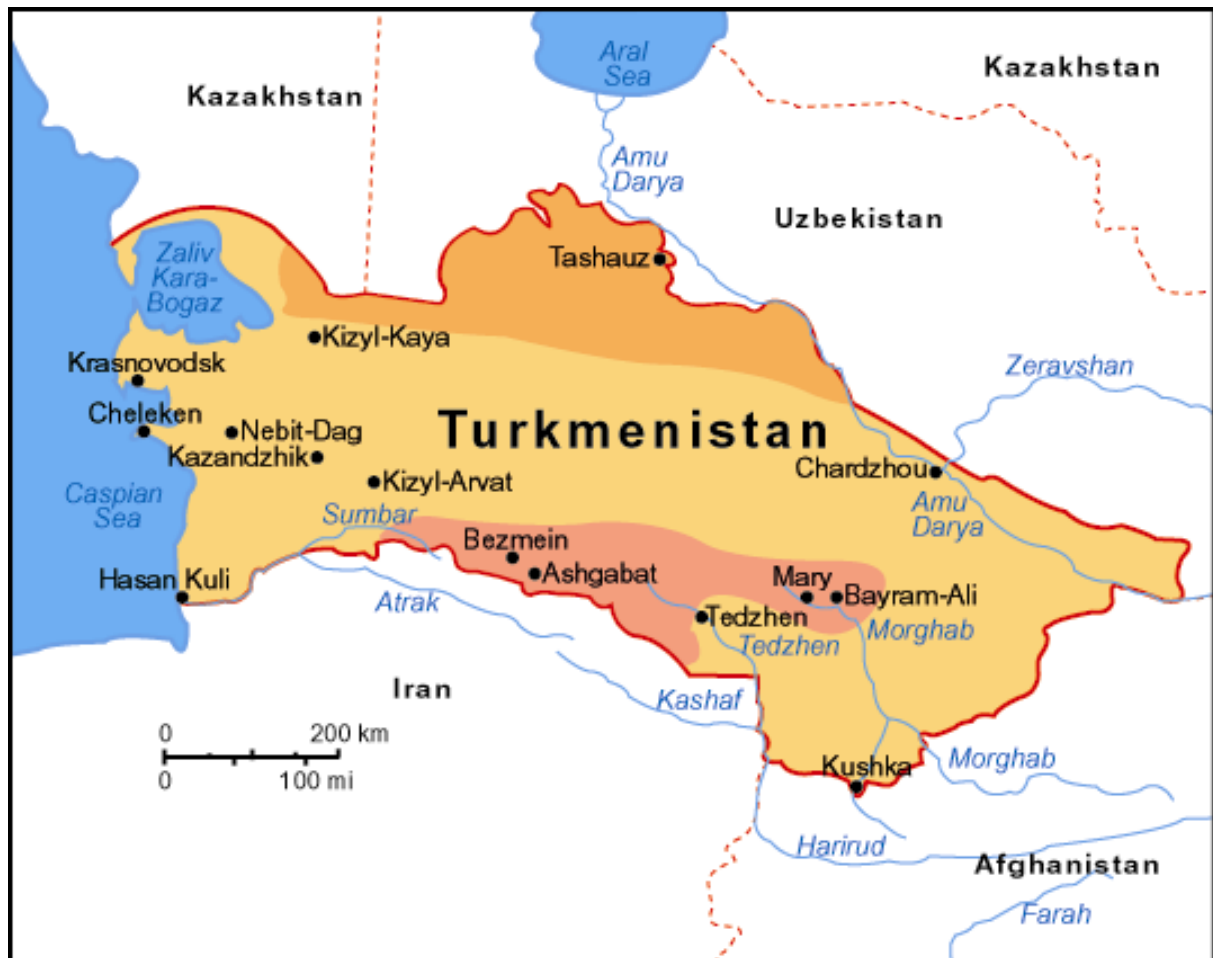 Aral
Sea
Kazakhstan
Kazakhstan
Amu
Darya
Uzbekistan
Zaliv
Kara-
Bogaz
Tashauz
Kizyl-Kaya
Krasnovodsk
Zeravshan
Cheleken
Nebit-Dag
Turkmenistan
Kazandzhik
Chardzhou
Kizyl-Arvat
Caspian
Sea
Amu
Darya
Sumbar
Bezmein
Ashgabat
Hasan Kuli
Mary
Bayram-Ali
Atrak
Tedzhen
Morghab
Tedzhen
Iran
Kashaf
0 200 km
0 100 mi
Morghab
Kushka
Harirud
Afghanistan
Farah